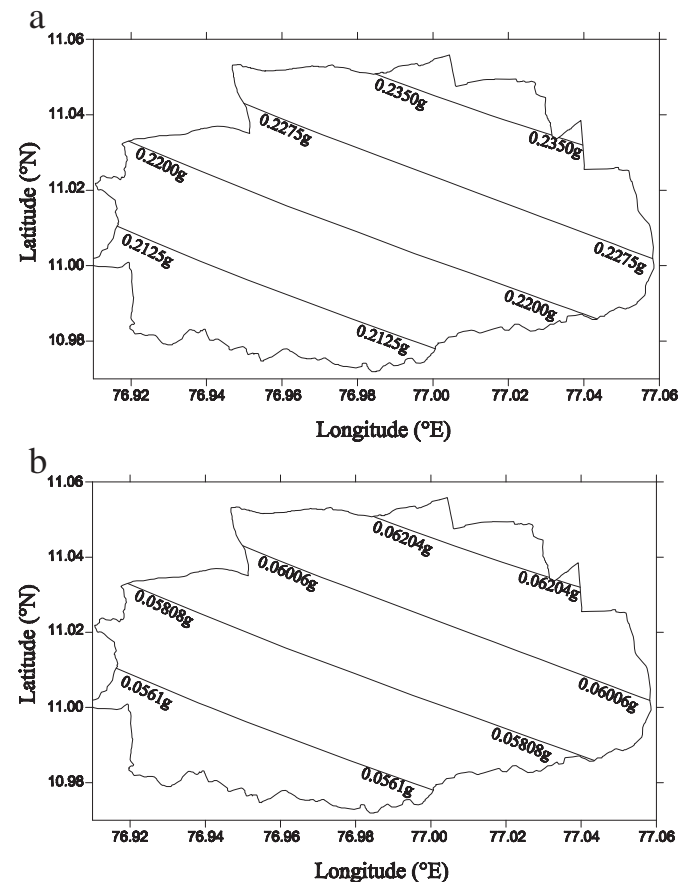 a
11.06
0.2350g
11.04
0.2275g
0.2350g
0.2200g
11.02
0.2125g
0.2275g
11.00
0.2200g
0.2125g
10.98
Latitude (°N)
76.92 76.94 76.96 76.98 77.00 77.02 77.04 77.06
Longitude (°E)
b
11.06
0.06204g
11.04
0.06006g
0.06204g
0.05808g
11.02
0.0561g
0.06006g
11.00
0.05808g
0.0561g
10.98
Latitude (°N)
76.92 76.94 76.96 76.98 77.00 77.02 77.04 77.06
Longitude (°E)